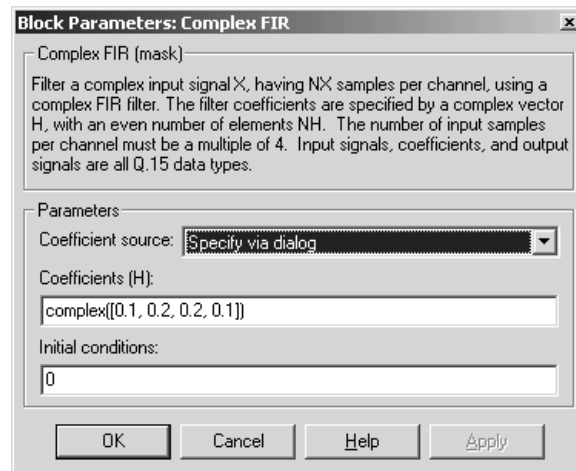 Block Parameters: Complex FIR
Complex FIR (mask)
Filter a complex input signal X, having NX samples per channel, using a
complex FIR filter. The filter coefficients are specified by a complex vector
H, with an even number of elements NH. The number of input samples
per channel must be a multiple of 4. Input signals, coefficients, and output
signals are all Q.15 data types.
Parameters
Coefficient source: Specify via dialog
Coefficients (H):
complex([0.1, 0.2, 0.2, 0.1])
Initial conditions:
0
OK Cancel Help Apply